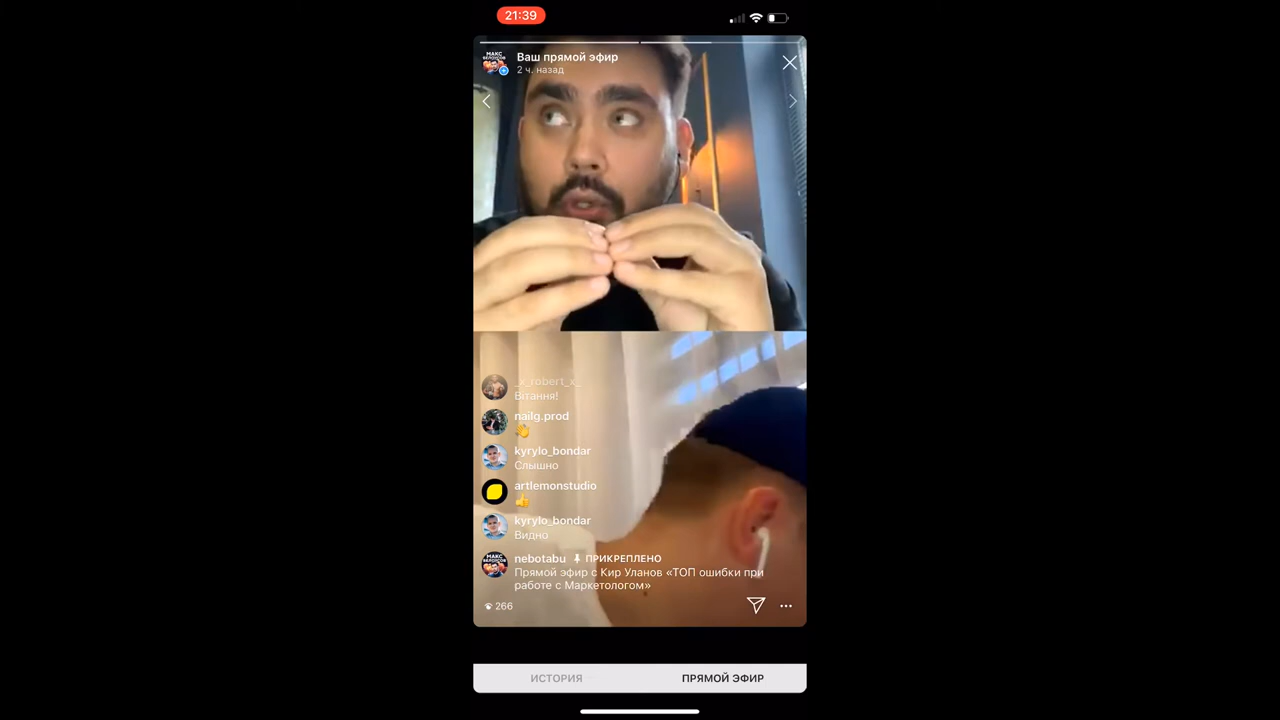 21:39
Ваш прямой эфир
2 ч. назад
_x_robert_x_
Вітання!
nailg.prod
kyrylo_bondar
Слышно
artlemonstudio
kyrylo_bondar
Видно
nebotabu ПРИКРЕПЛЕНО
Прямой эфир с Кир Уланов «ТОП ошибки при
работе с Маркетологом»
266
ИСТОРИЯ
ПРЯМОЙ ЭФИР